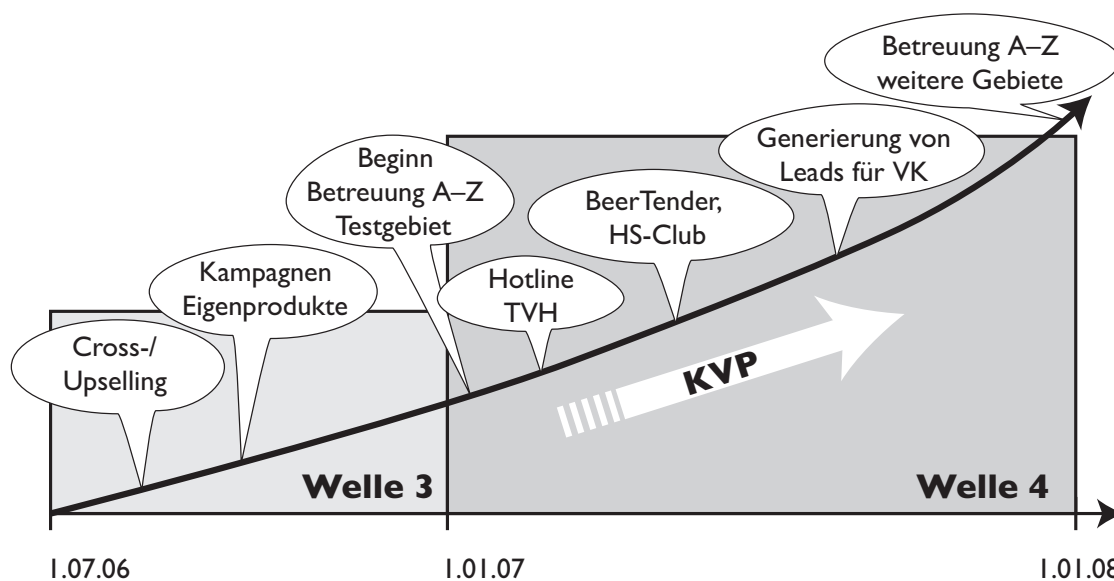 Betreuung A–Z
weitere Gebiete
Generierung von
Leads für VK
Beginn
Betreuung A–Z
Testgebiet
BeerTender,
HS-Club
Kampagnen
Eigenprodukte
Hotline
TVH
Cross-/
Upselling
KVP
Welle 3
Welle 4
1.07.06
1.01.07
1.01.08